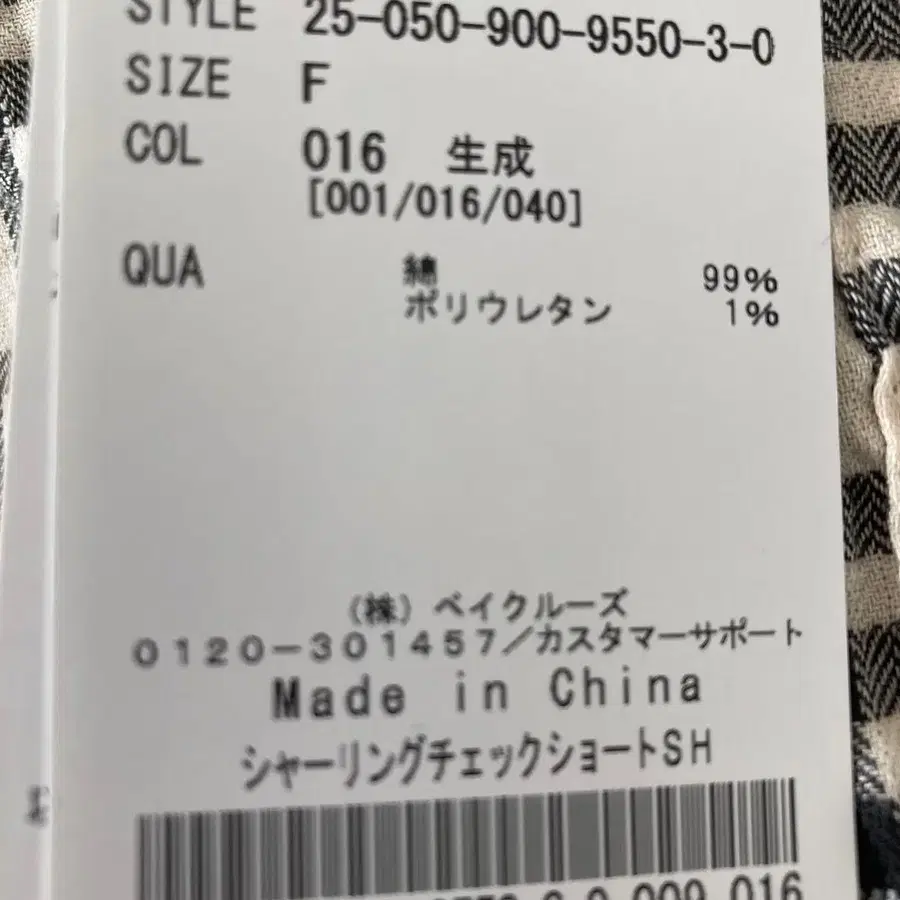 STYLE 25-050-900-9550-3-0
SIZE F
COL 016 生成
[001/016/040]
QUA 綿 99%
ポリウレタン 1%
(株) ベイクルーズ
0120-301457/カスタマーサポート
Made in China
シャーリングチェックショートSH
009 016